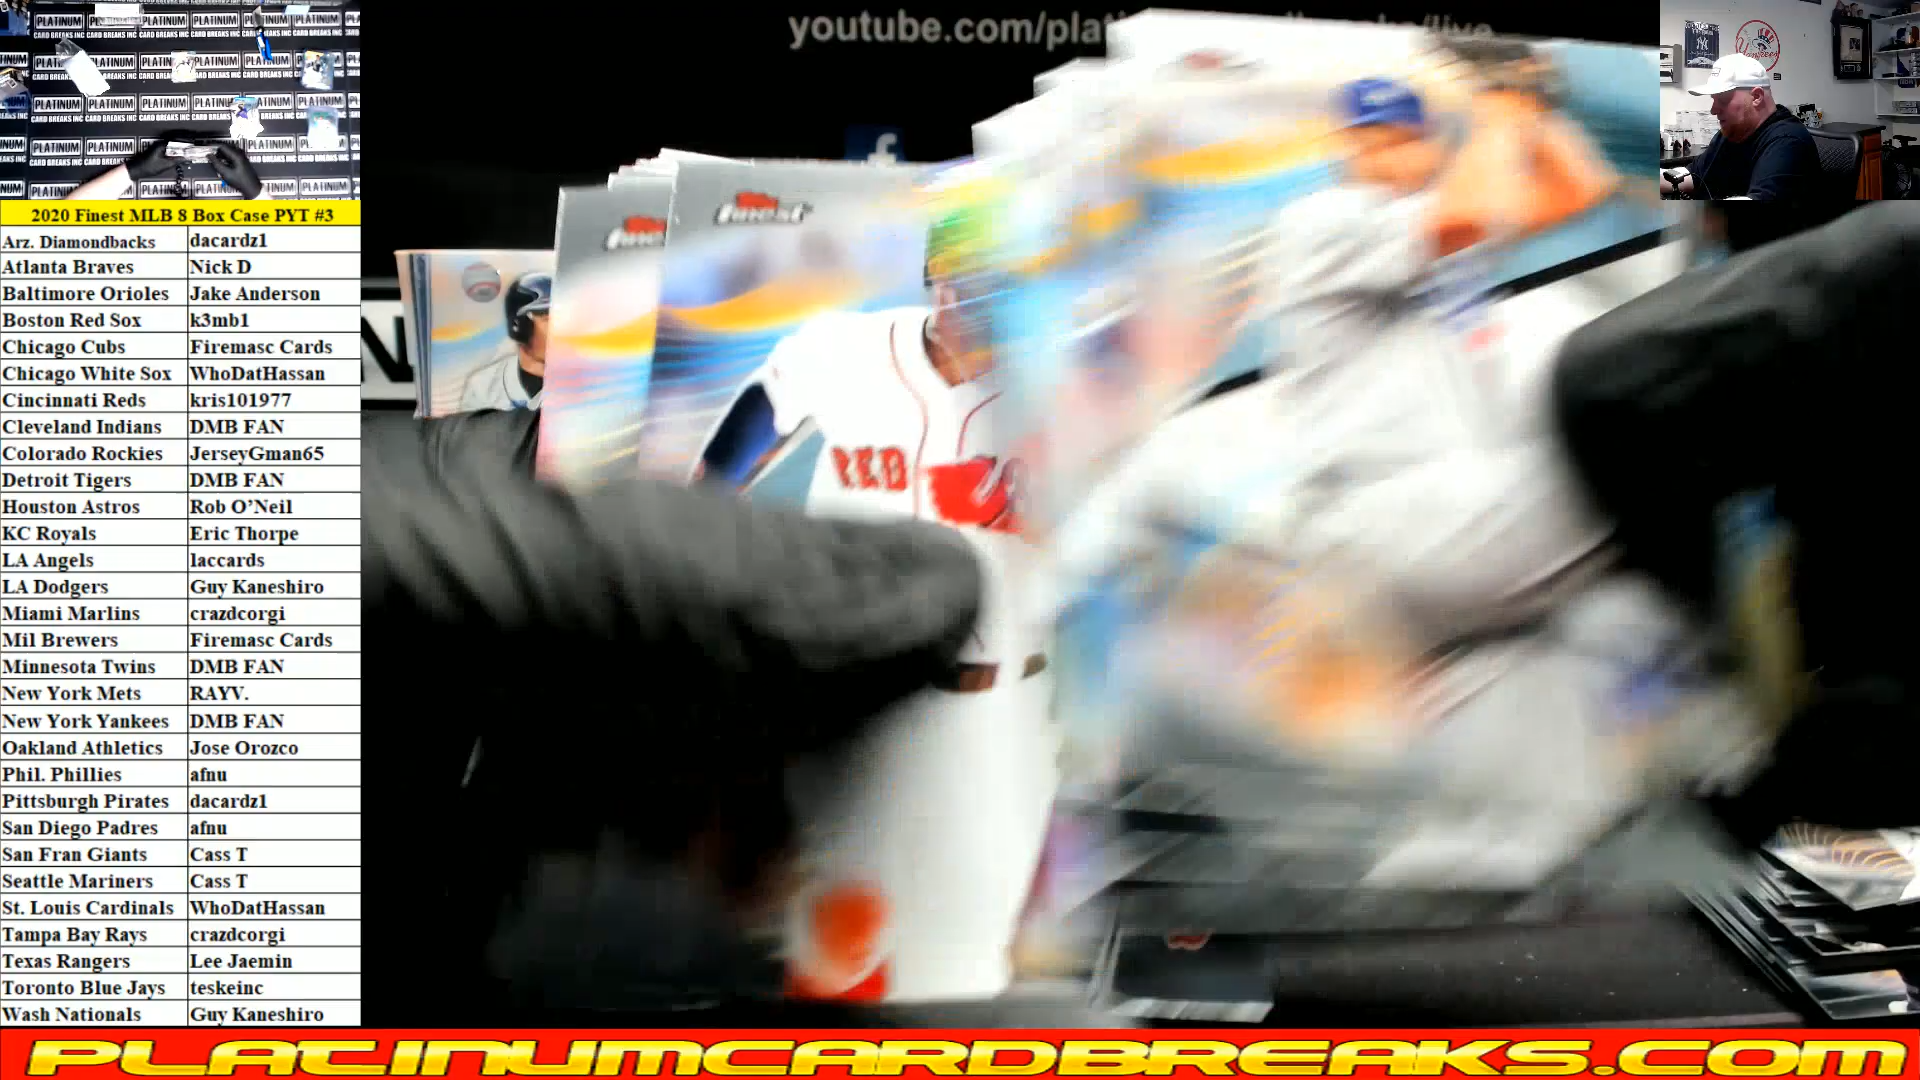 youtube.com/plat
2020 Finest MLB 8 Box Case PYT #3
Arz. Diamondbacks dacardz1
Atlanta Braves Nick D
Baltimore Orioles Jake Anderson
Boston Red Sox k3mb1
Chicago Cubs Firemasc Cards
Chicago White Sox WhoDatHassan
Cincinnati Reds kris101977
Cleveland Indians DMB FAN
Colorado Rockies JerseyGman65
Detroit Tigers DMB FAN
Houston Astros Rob O’Neil
KC Royals Eric Thorpe
LA Angels laccards
LA Dodgers Guy Kaneshiro
Miami Marlins crazdcorgi
Mil Brewers Firemasc Cards
Minnesota Twins DMB FAN
New York Mets RAYV.
New York Yankees DMB FAN
Oakland Athletics Jose Orozco
Phil. Phillies afnu
Pittsburgh Pirates dacardz1
San Diego Padres afnu
San Fran Giants Cass T
Seattle Mariners Cass T
St. Louis Cardinals WhoDatHassan
Tampa Bay Rays crazdcorgi
Texas Rangers Lee Jaemin
Toronto Blue Jays teskeinc
Wash Nationals Guy Kaneshiro
finest
RED
PLATINUMCARDBREAKS.COM